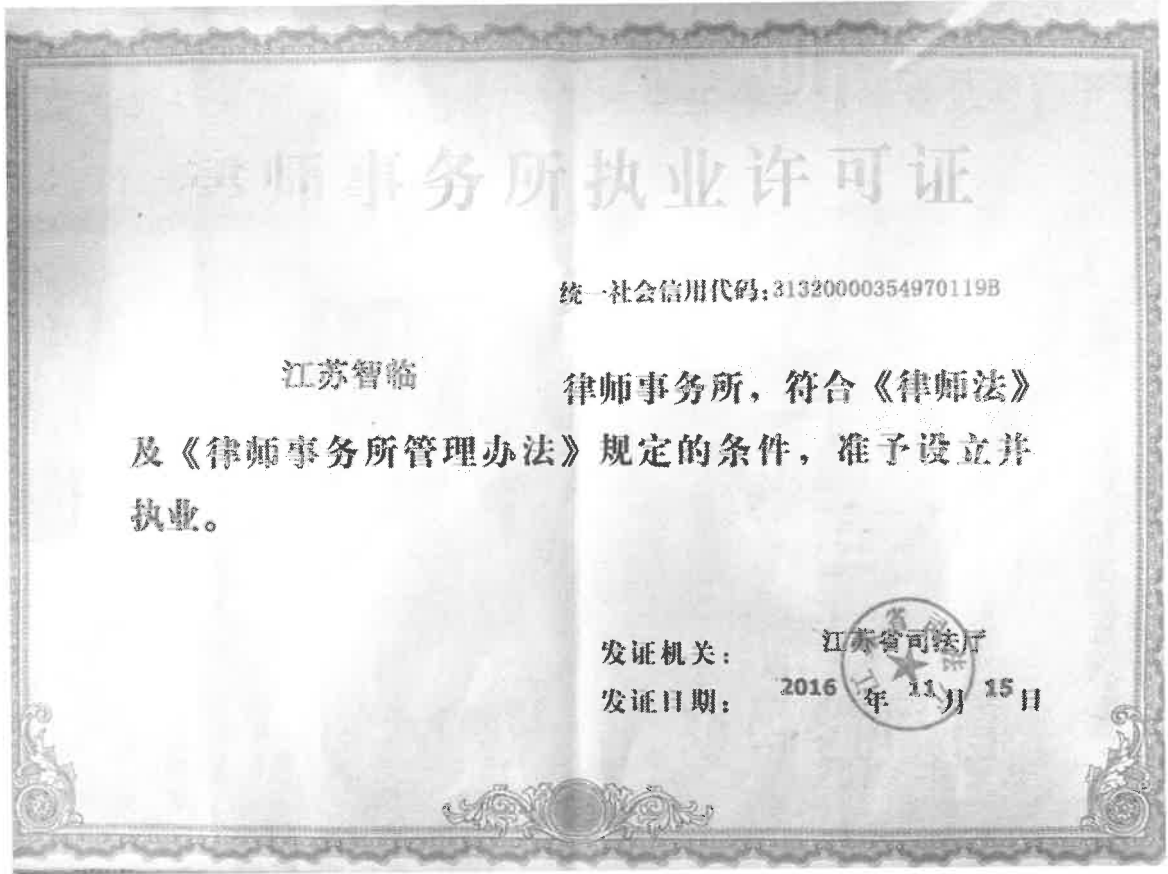 律师事务所执业许可证
统一社会信用代码:31320000354970119B
江苏智临 律师事务所，符合《律师法》
及《律师事务所管理办法》规定的条件，准予设立并
执业。
发证机关： 江苏省司法厅
发证日期： 2016 年 11 月 15 日